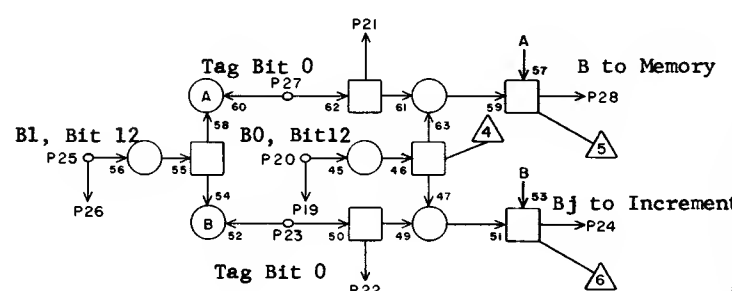 P21
Tag Bit 0
A
P27
57
B to Memory
A
60
62
61
59
P28
58
63
B1, Bit 12
B0, Bit12
4
5
P25
56
55
P20
45
46
54
47
B
P26
P19
53
Bj to Increment
B
52
P23
50
49
51
P24
Tag Bit 0
6
P22